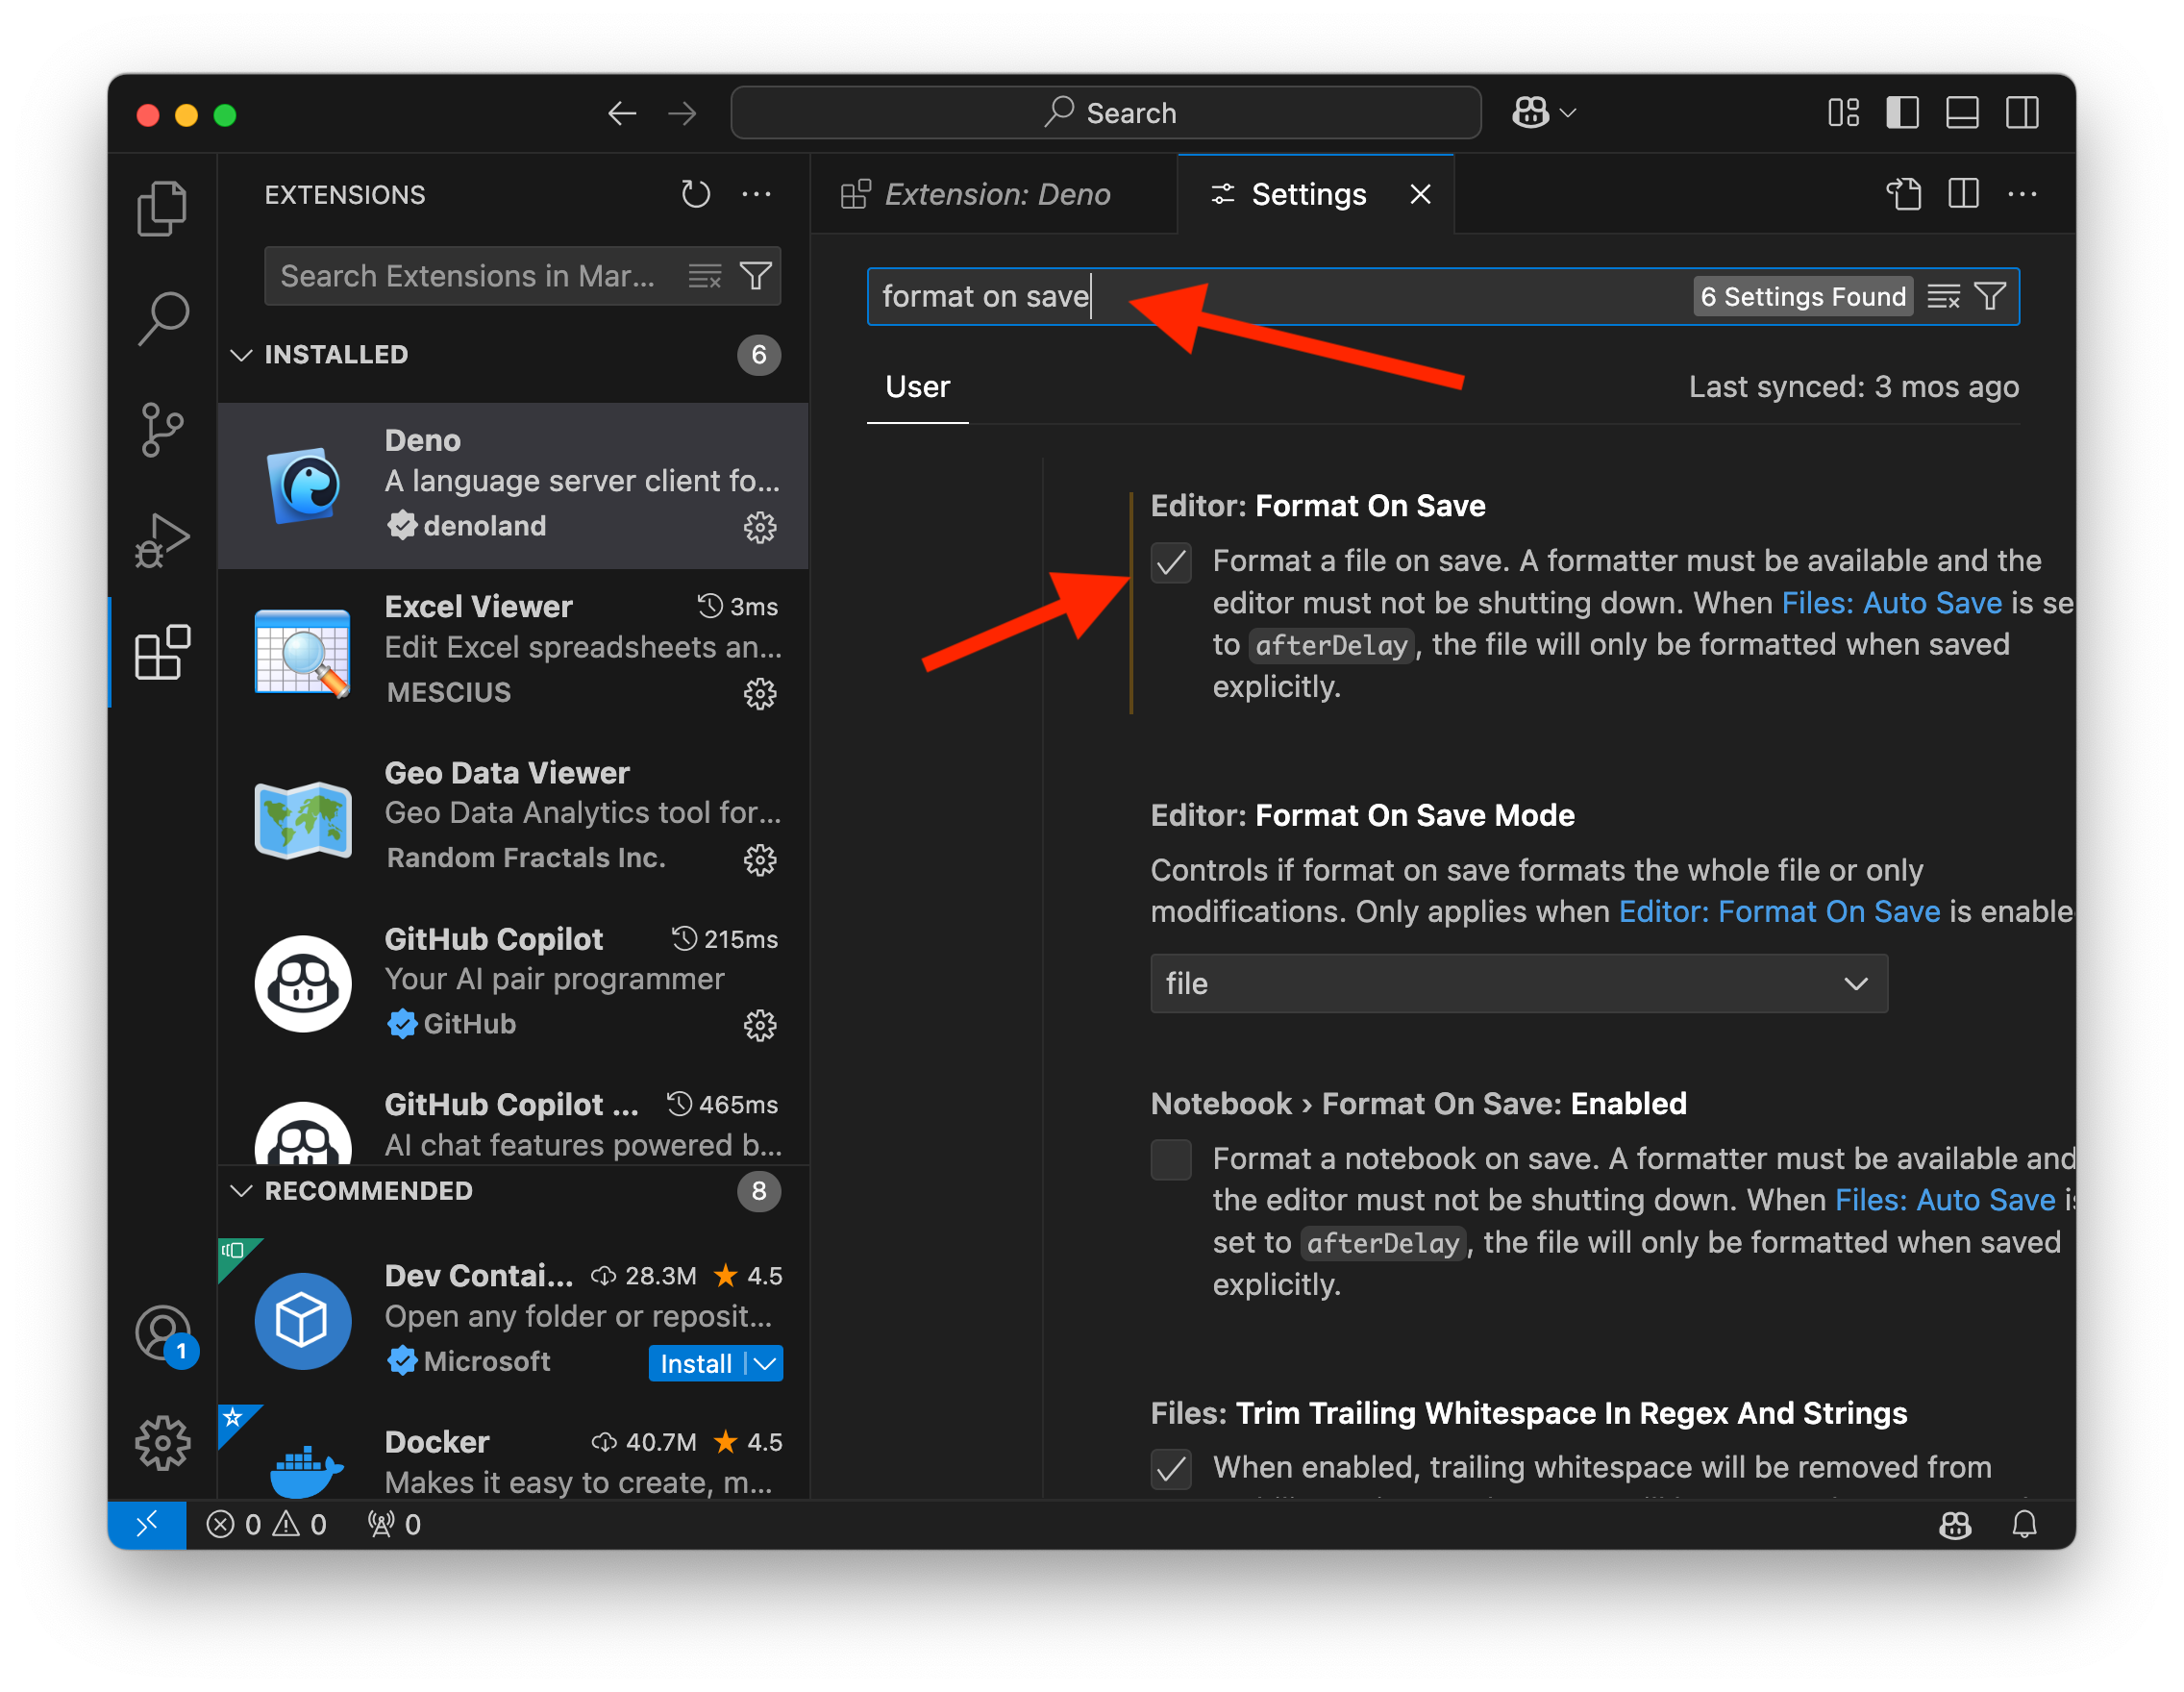 Search
EXTENSIONS
Search Extensions in Mar...
INSTALLED 6
Deno
A language server client fo...
denoland
Excel Viewer 3ms
Edit Excel spreadsheets an...
MESCIUS
Geo Data Viewer
Geo Data Analytics tool for...
Random Fractals Inc.
GitHub Copilot 215ms
Your AI pair programmer
GitHub
GitHub Copilot ... 465ms
AI chat features powered b...
RECOMMENDED 8
Dev Contai... 28.3M 4.5
Open any folder or reposit...
Microsoft Install
Docker 40.7M 4.5
Makes it easy to create, m...
1
Extension: Deno Settings
format on save 6 Settings Found
User Last synced: 3 mos ago
Editor: Format On Save
Format a file on save. A formatter must be available and the
editor must not be shutting down. When Files: Auto Save is se
to afterDelay, the file will only be formatted when saved
explicitly.
Editor: Format On Save Mode
Controls if format on save formats the whole file or only
modifications. Only applies when Editor: Format On Save is enable
file
Notebook › Format On Save: Enabled
Format a notebook on save. A formatter must be available and
the editor must not be shutting down. When Files: Auto Save i
set to afterDelay, the file will only be formatted when saved
explicitly.
Files: Trim Trailing Whitespace In Regex And Strings
When enabled, trailing whitespace will be removed from
0 0 0